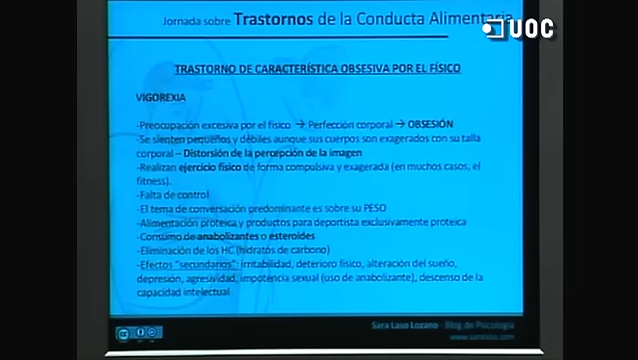 Jornada sobre Trastornos de la Conducta Alimentaria
UOC
TRASTORNO DE CARACTERÍSTICA OBSESIVA POR EL FÍSICO
VIGOREXIA
-Preocupación excesiva por el físico → Perfección corporal → OBSESIÓN
-Se sienten pequeños y débiles aunque sus cuerpos son exagerados con su talla
corporal – Distorsión de la percepción de la imagen
-Realizan ejercicio físico de forma compulsiva y exagerada (en muchos casos, el
fitness).
-Falta de control
-El tema de conversación predominante es sobre su PESO
-Alimentación proteica y productos para deportista exclusivamente proteica
-Consumo de anabolizantes o esteroides
-Eliminación de los HC (hidratos de carbono)
-Efectos "secundarios": irritabilidad, deterioro físico, alteración del sueño,
depresión, agresividad, impotencia sexual (uso de anabolizante), descenso de la
capacidad intelectual
Sara Laso Lozano - Blog de Psicología